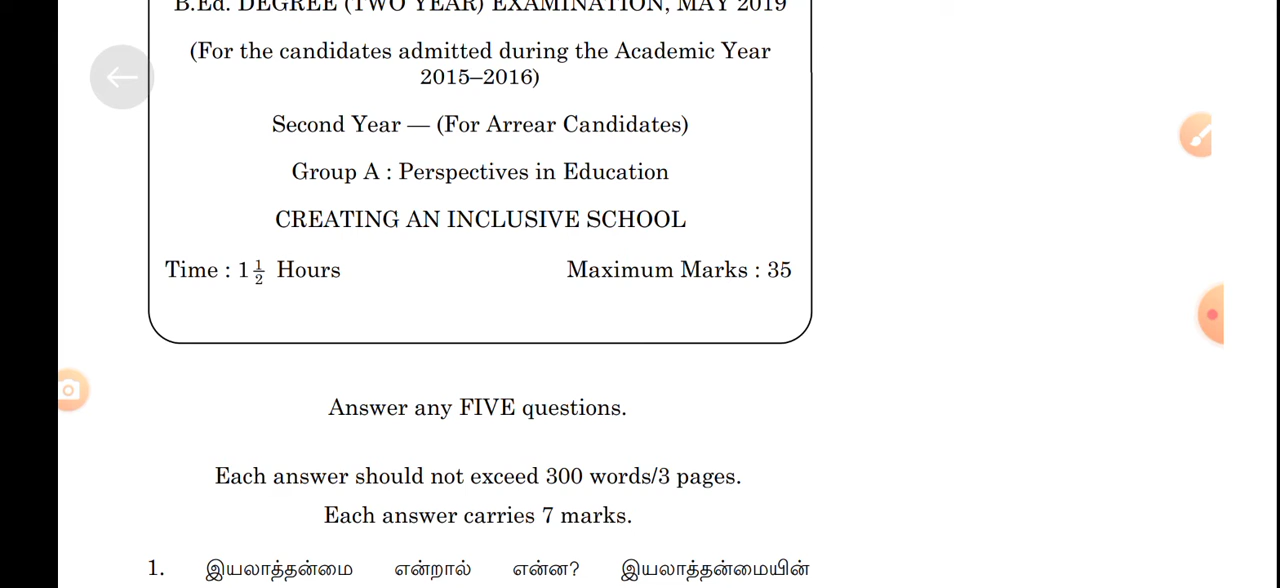 B.Ed. DEGREE (TWO YEAR) EXAMINATION, MAY 2019
(For the candidates admitted during the Academic Year
2015–2016)
Second Year — (For Arrear Candidates)
Group A : Perspectives in Education
CREATING AN INCLUSIVE SCHOOL
Time : 1 1/2 Hours Maximum Marks : 35
Answer any FIVE questions.
Each answer should not exceed 300 words/3 pages.
Each answer carries 7 marks.
1. இயலாத்தன்மை என்றால் என்ன? இயலாத்தன்மையின்